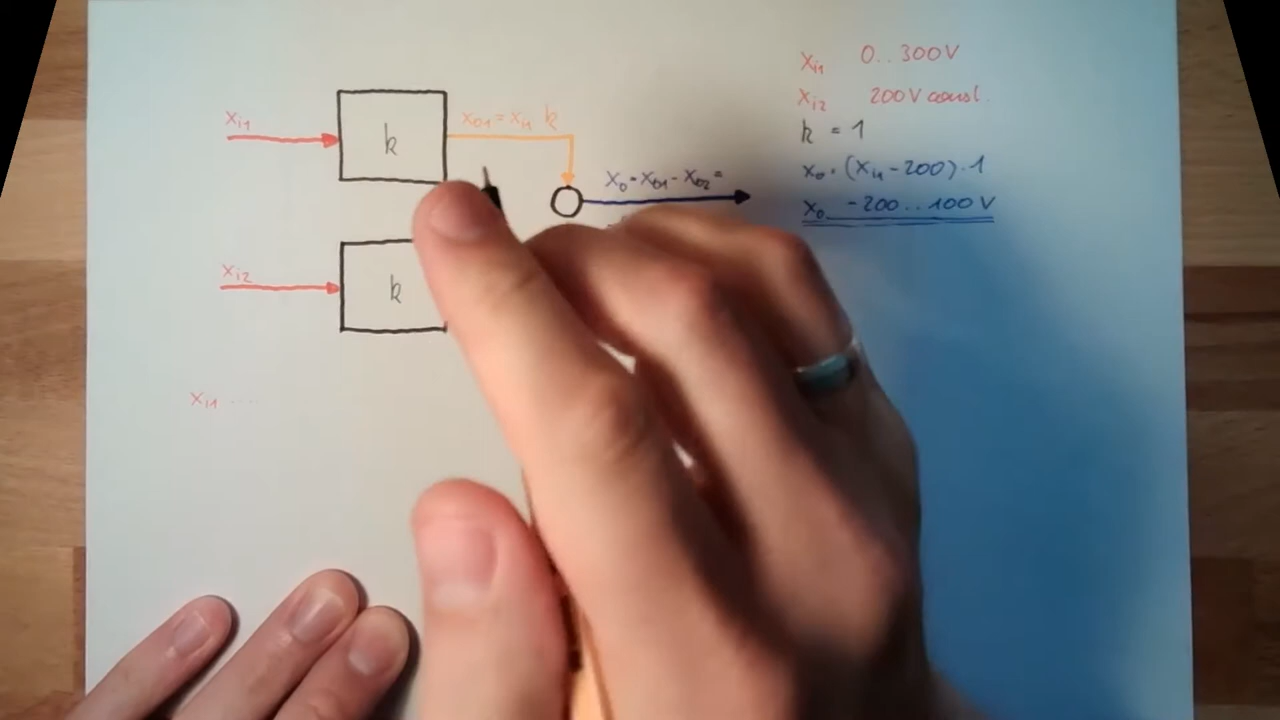 x_i1
k
x_o1 = x_i1 k
x_o = x_o1 - x_o2 =
x_i2
k
x_i1 ....
x_i1 0..300V
x_i2 200V const.
k = 1
x_o = (x_i1 - 200) · 1
x_o -200..100 V